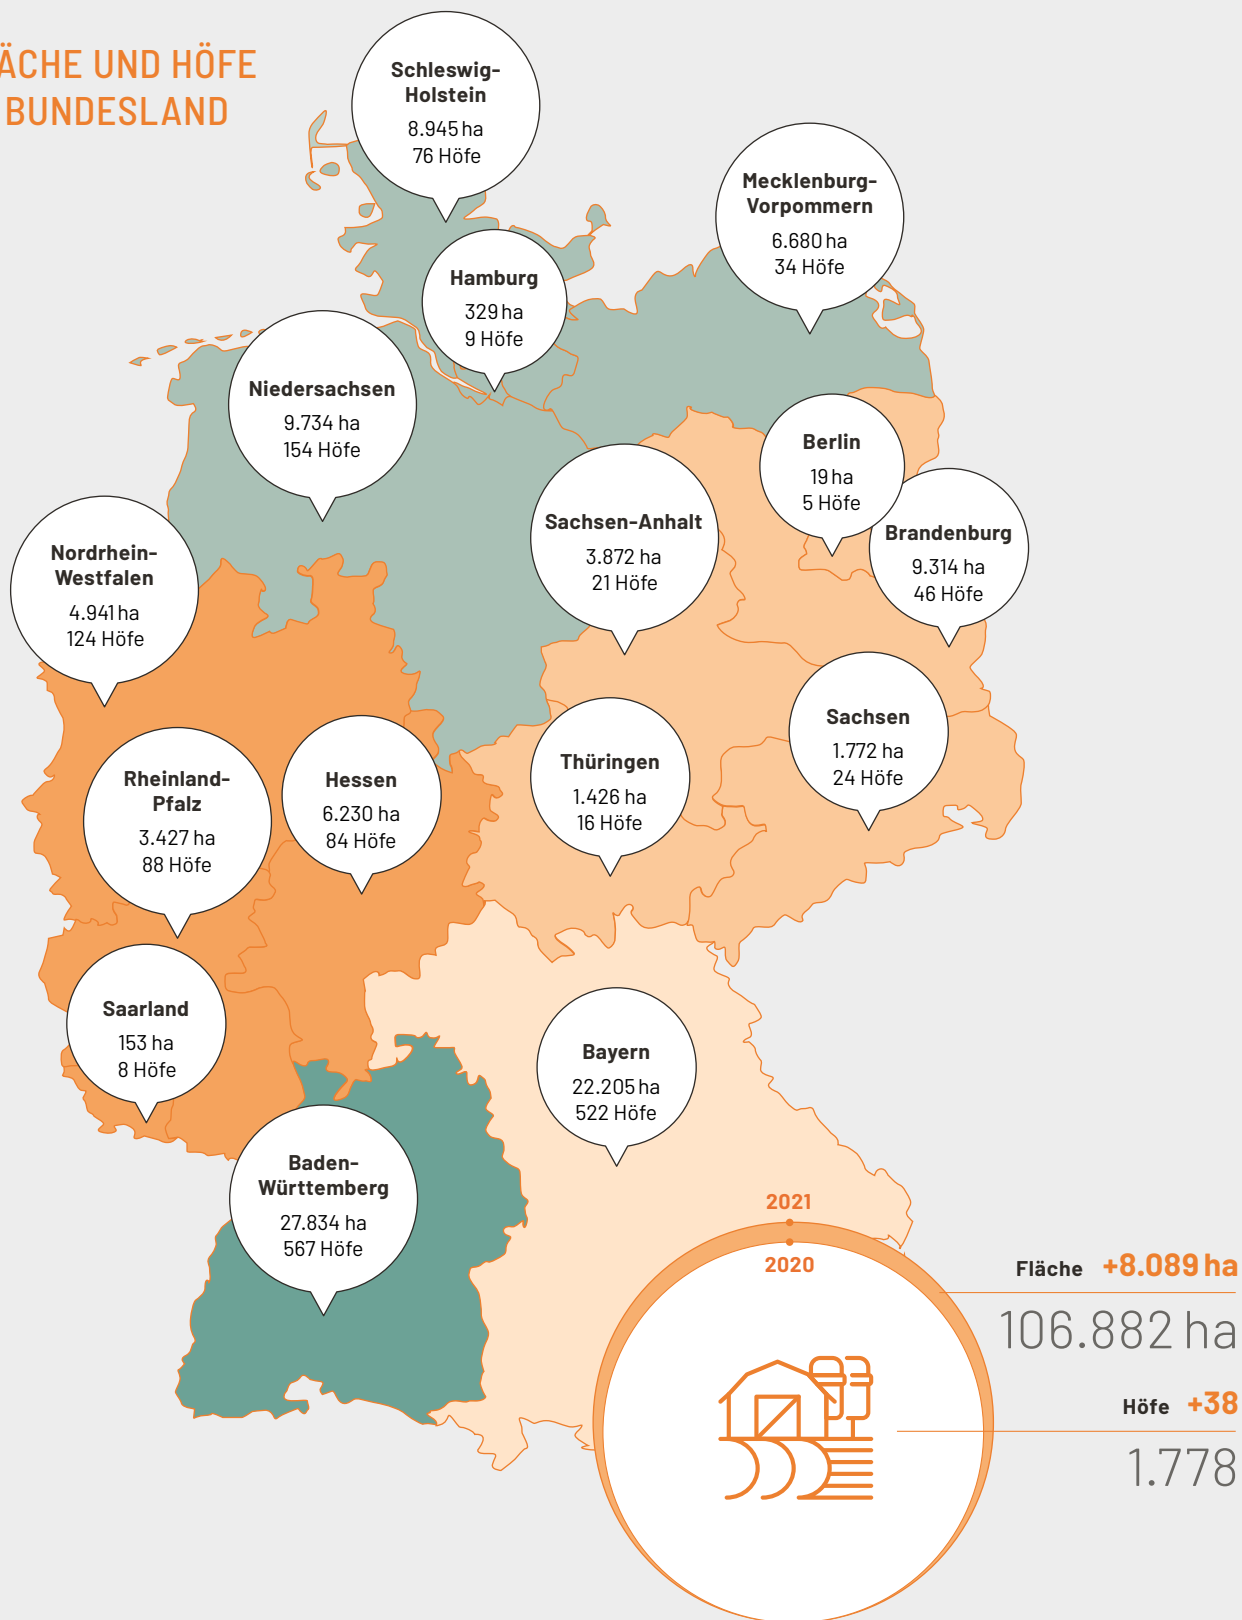 ÄCHE UND HÖFE
BUNDESLAND
Schleswig-
Holstein
8.945 ha
76 Höfe
Mecklenburg-
Vorpommern
6.680 ha
34 Höfe
Hamburg
329 ha
9 Höfe
Niedersachsen
9.734 ha
154 Höfe
Berlin
19 ha
5 Höfe
Sachsen-Anhalt
3.872 ha
21 Höfe
Brandenburg
9.314 ha
46 Höfe
Nordrhein-
Westfalen
4.941 ha
124 Höfe
Sachsen
1.772 ha
24 Höfe
Thüringen
1.426 ha
16 Höfe
Hessen
6.230 ha
84 Höfe
Rheinland-
Pfalz
3.427 ha
88 Höfe
Saarland
153 ha
8 Höfe
Bayern
22.205 ha
522 Höfe
Baden-
Württemberg
27.834 ha
567 Höfe
2021
2020
Fläche +8.089 ha
106.882 ha
Höfe +38
1.778